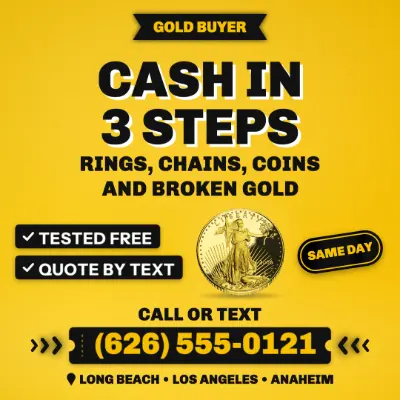 GOLD BUYER
CASH IN
3 STEPS
RINGS, CHAINS, COINS
AND BROKEN GOLD
✓ TESTED FREE
✓ QUOTE BY TEXT
SAME DAY
CALL OR TEXT
(626) 555-0121
LONG BEACH • LOS ANGELES • ANAHEIM